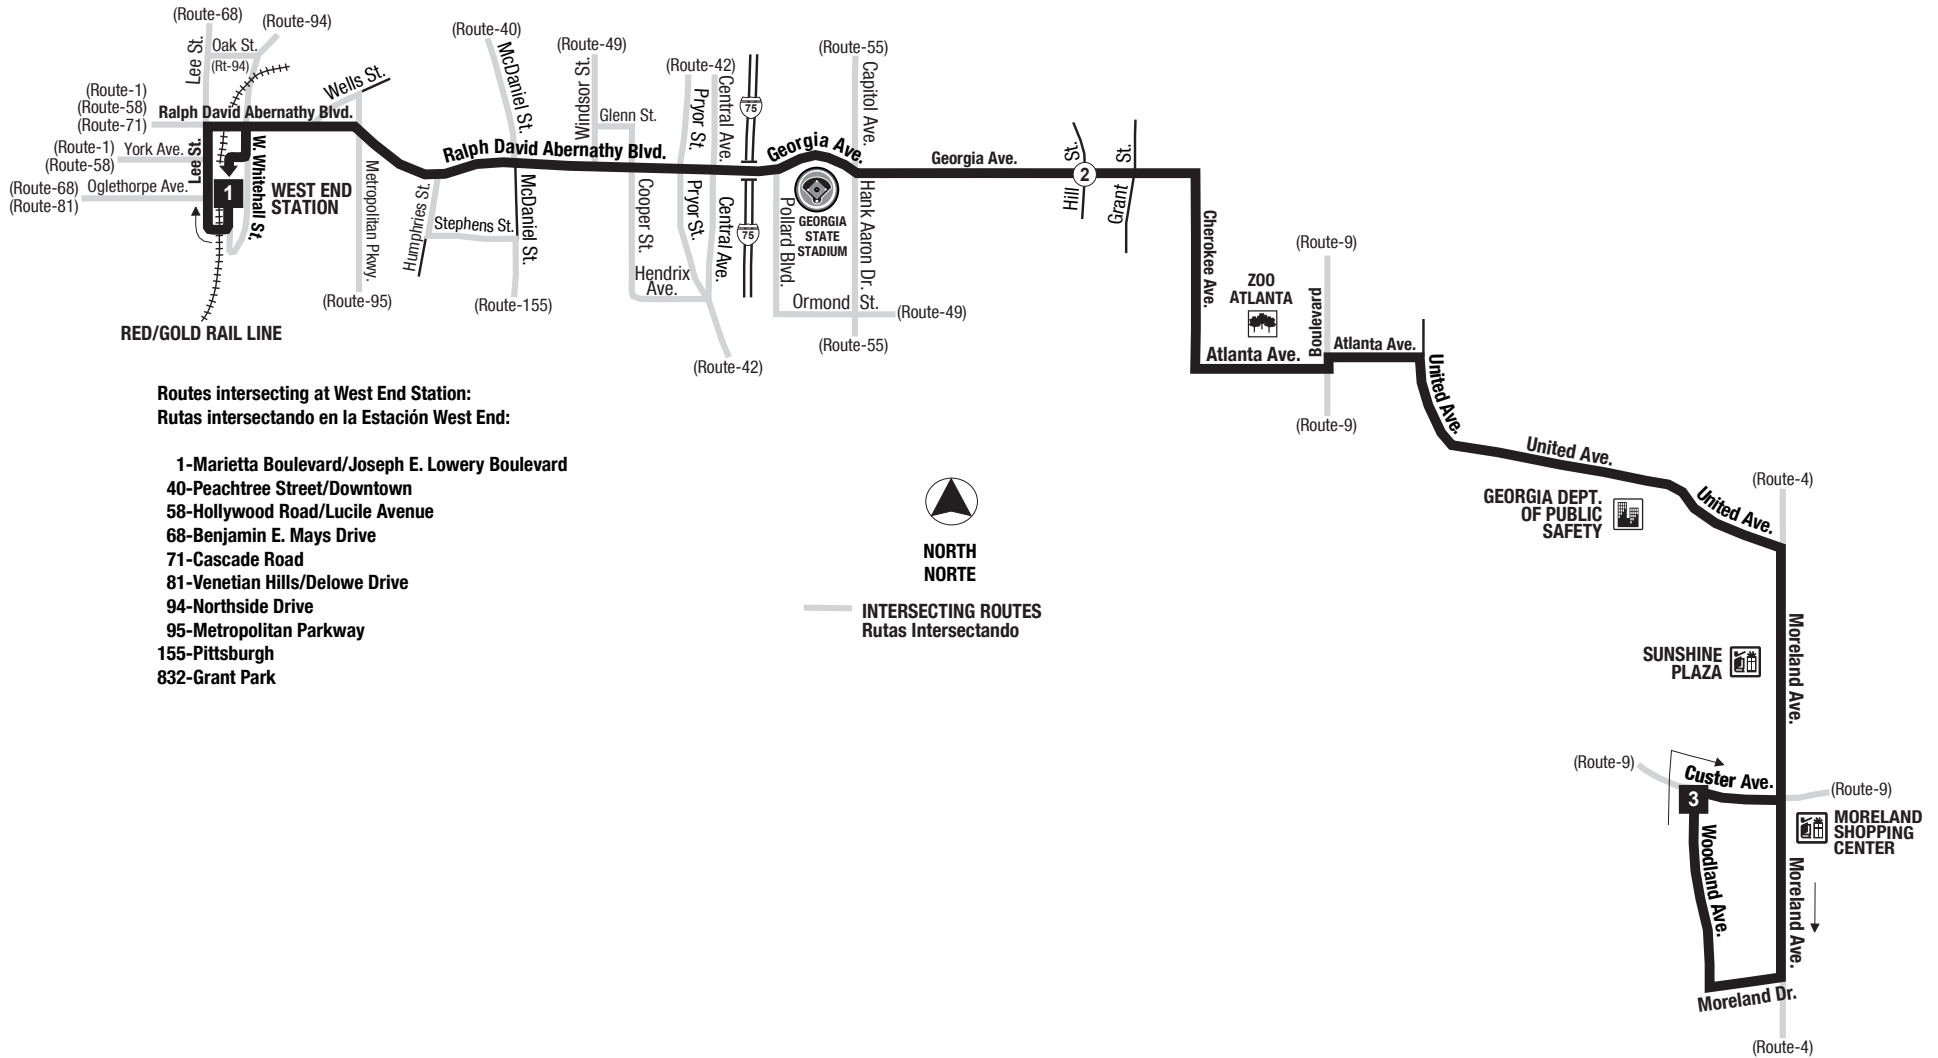 (Route-68)
(Route-94)
Lee St.
Oak St.
(Rt-94)
(Route-1)
(Route-58)
(Route-71)
Ralph David Abernathy Blvd.
Wells St.
(Route-1)
(Route-58)
York Ave.
(Route-68)
(Route-81)
Oglethorpe Ave.
Lee St.
1
W. Whitehall St.
WEST END
STATION
RED/GOLD RAIL LINE
Metropolitan Pkwy.
(Route-95)
Humphries St.
Stephens St.
(Route-40)
McDaniel St.
McDaniel St.
(Route-155)
Ralph David Abernathy Blvd.
(Route-49)
Windsor St.
Glenn St.
Cooper St.
Hendrix
Ave.
(Route-42)
Pryor St.
Central Ave.
Pryor St.
Central Ave.
(Route-42)
75
75
Georgia Ave.
(Route-55)
Capitol Ave.
GEORGIA
STATE
STADIUM
Pollard Blvd.
Hank Aaron Dr.
Ormond St.
(Route-49)
(Route-55)
Georgia Ave.
Hill St.
2
Grant St.
Cherokee Ave.
ZOO
ATLANTA
Atlanta Ave.
(Route-9)
Boulevard
(Route-9)
Atlanta Ave.
United Ave.
United Ave.
United Ave.
GEORGIA DEPT.
OF PUBLIC
SAFETY
(Route-4)
Moreland Ave.
SUNSHINE
PLAZA
(Route-9)
Custer Ave.
3
(Route-9)
MORELAND
SHOPPING
CENTER
Woodland Ave.
Moreland Ave.
Moreland Dr.
(Route-4)
Routes intersecting at West End Station:
Rutas intersectando en la Estación West End:
1-Marietta Boulevard/Joseph E. Lowery Boulevard
40-Peachtree Street/Downtown
58-Hollywood Road/Lucile Avenue
68-Benjamin E. Mays Drive
71-Cascade Road
81-Venetian Hills/Delowe Drive
94-Northside Drive
95-Metropolitan Parkway
155-Pittsburgh
832-Grant Park
NORTH
NORTE
INTERSECTING ROUTES
Rutas Intersectando